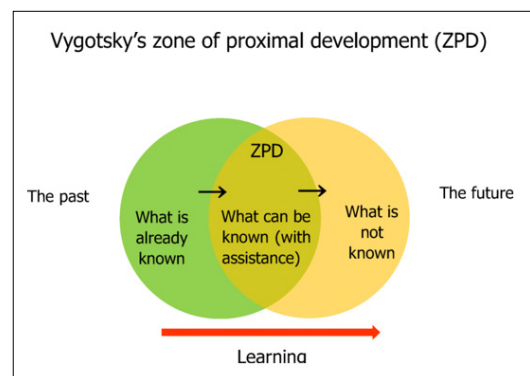 Vygotsky's zone of proximal development (ZPD)
ZPD
The past
→
→
The future
What is
already
known
What can be
known (with
assistance)
What is
not
known
Learning